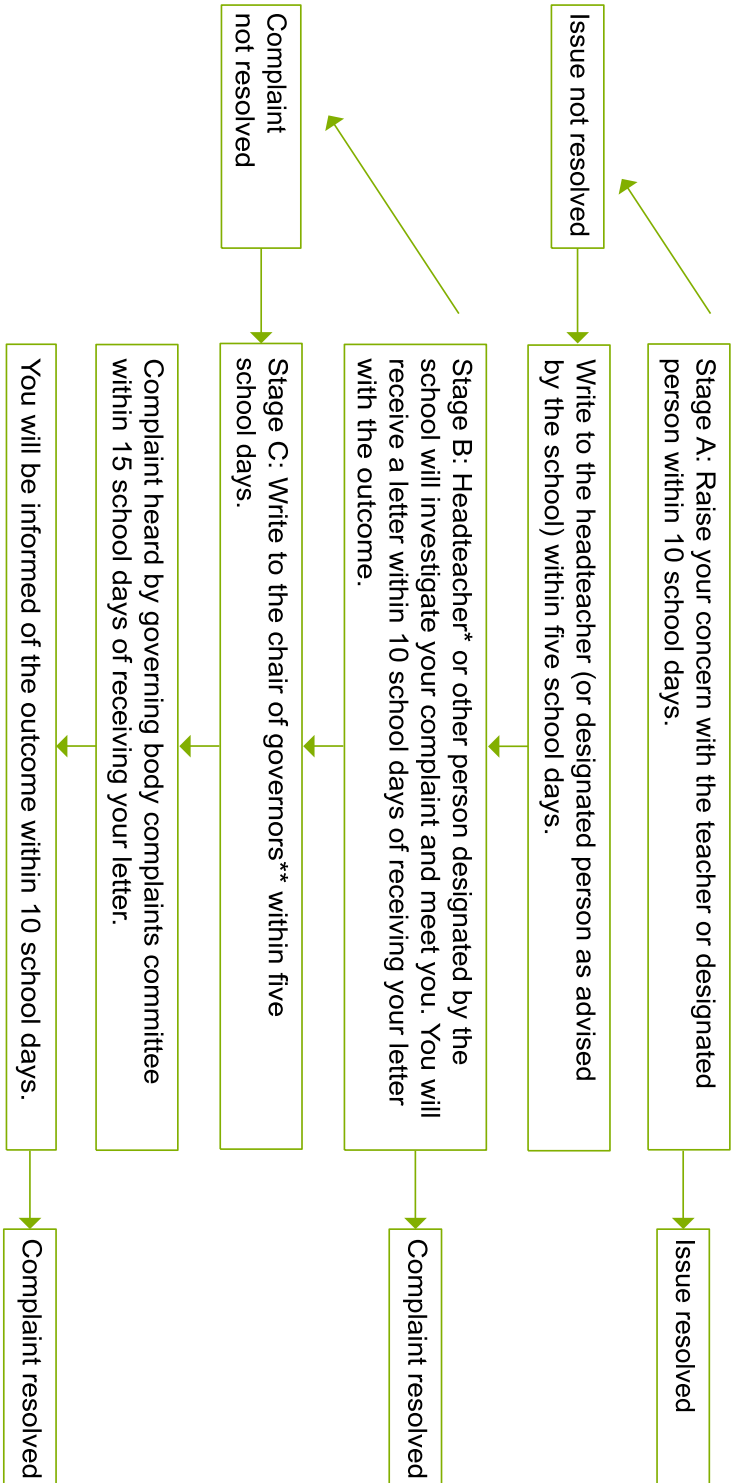 Stage A: Raise your concern with the teacher or designated
person within 10 school days.
Issue resolved
Issue not resolved
Write to the headteacher (or designated person as advised
by the school) within five school days.
Stage B: Headteacher* or other person designated by the
school will investigate your complaint and meet you. You will
receive a letter within 10 school days of receiving your letter
with the outcome.
Complaint resolved
Complaint
not resolved
Stage C: Write to the chair of governors** within five
school days.
Complaint heard by governing body complaints committee
within 15 school days of receiving your letter.
You will be informed of the outcome within 10 school days.
Complaint resolved